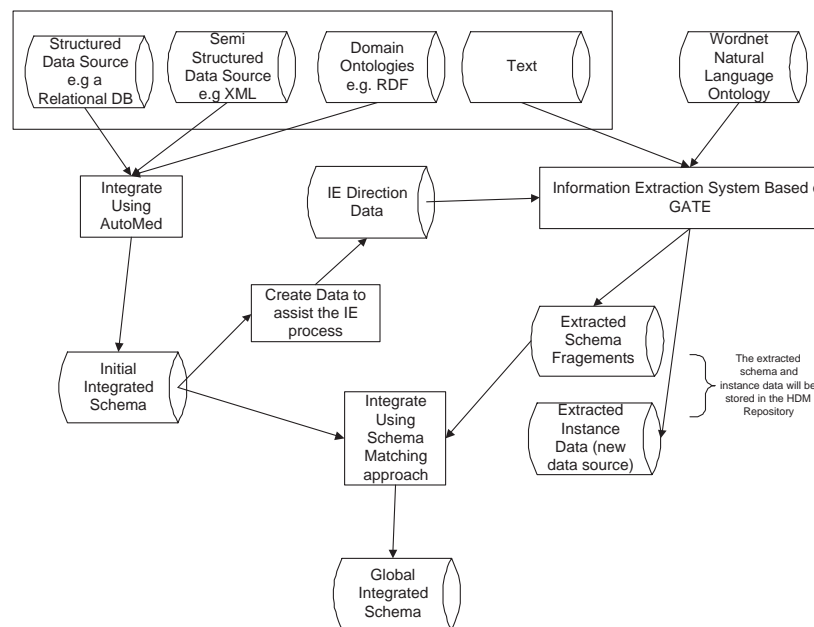 Structured
Data Source
e.g a
Relational DB
Semi
Structured
Data Source
e.g XML
Domain
Ontologies
e.g. RDF
Text
Wordnet
Natural
Language
Ontology
Integrate
Using
AutoMed
IE Direction
Data
Information Extraction System Based
GATE
Create Data to
assist the IE
process
Initial
Integrated
Schema
Integrate
Using
Schema
Matching
approach
Extracted
Schema
Fragements
Extracted
Instance
Data (new
data source)
The extracted
schema and
instance data will be
stored in the HDM
Repository
Global
Integrated
Schema